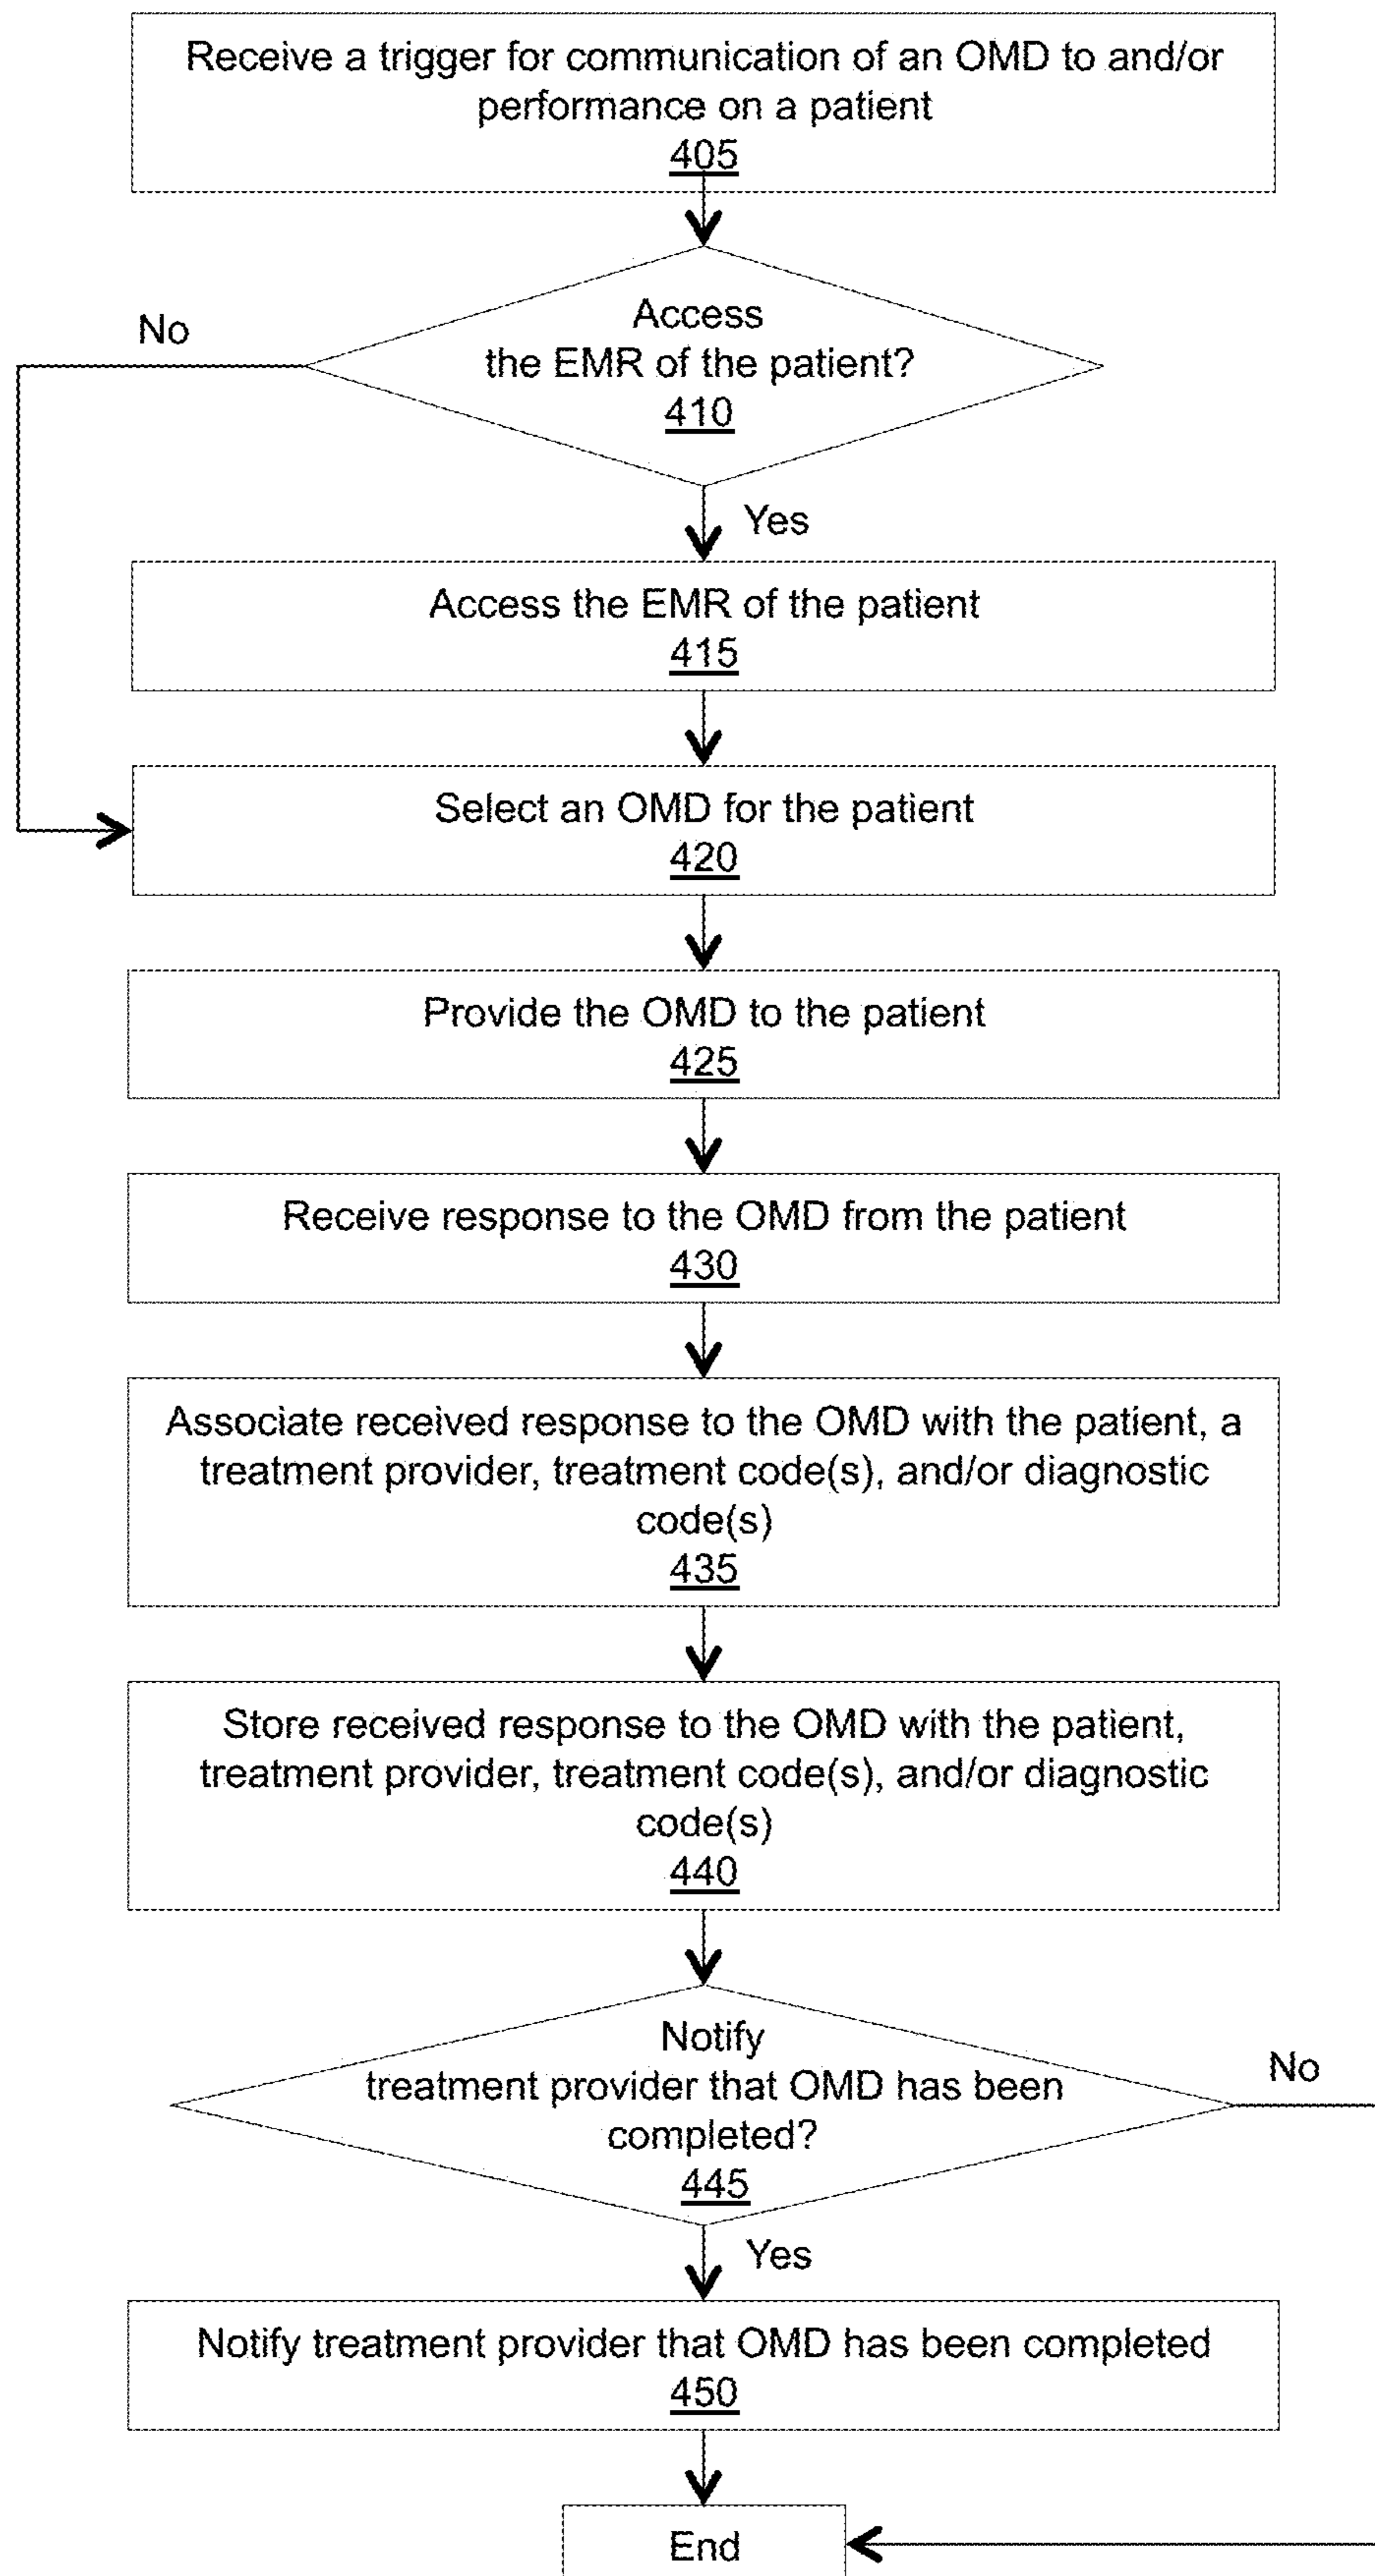 Receive a trigger for communication of an OMD to and/or
performance on a patient
405
Access
the EMR of the patient?
410
No
Yes
Access the EMR of the patient
415
Select an OMD for the patient
420
Provide the OMD to the patient
425
Receive response to the OMD from the patient
430
Associate received response to the OMD with the patient, a
treatment provider, treatment code(s), and/or diagnostic
code(s)
435
Store received response to the OMD with the patient,
treatment provider, treatment code(s), and/or diagnostic
code(s)
440
Notify
treatment provider that OMD has been
completed?
445
No
Yes
Notify treatment provider that OMD has been completed
450
End